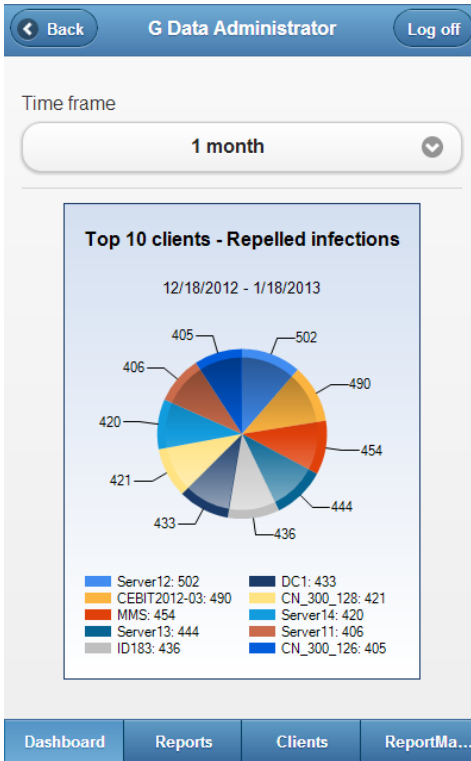 Back G Data Administrator Log off
Time frame
1 month
Top 10 clients - Repelled infections
12/18/2012 - 1/18/2013
405 502
406 490
420 454
421 444
433 436
Server12: 502 DC1: 433
CEBIT2012-03: 490 CN_300_128: 421
MMS: 454 Server14: 420
Server13: 444 Server11: 406
ID183: 436 CN_300_126: 405
Dashboard Reports Clients ReportMa...